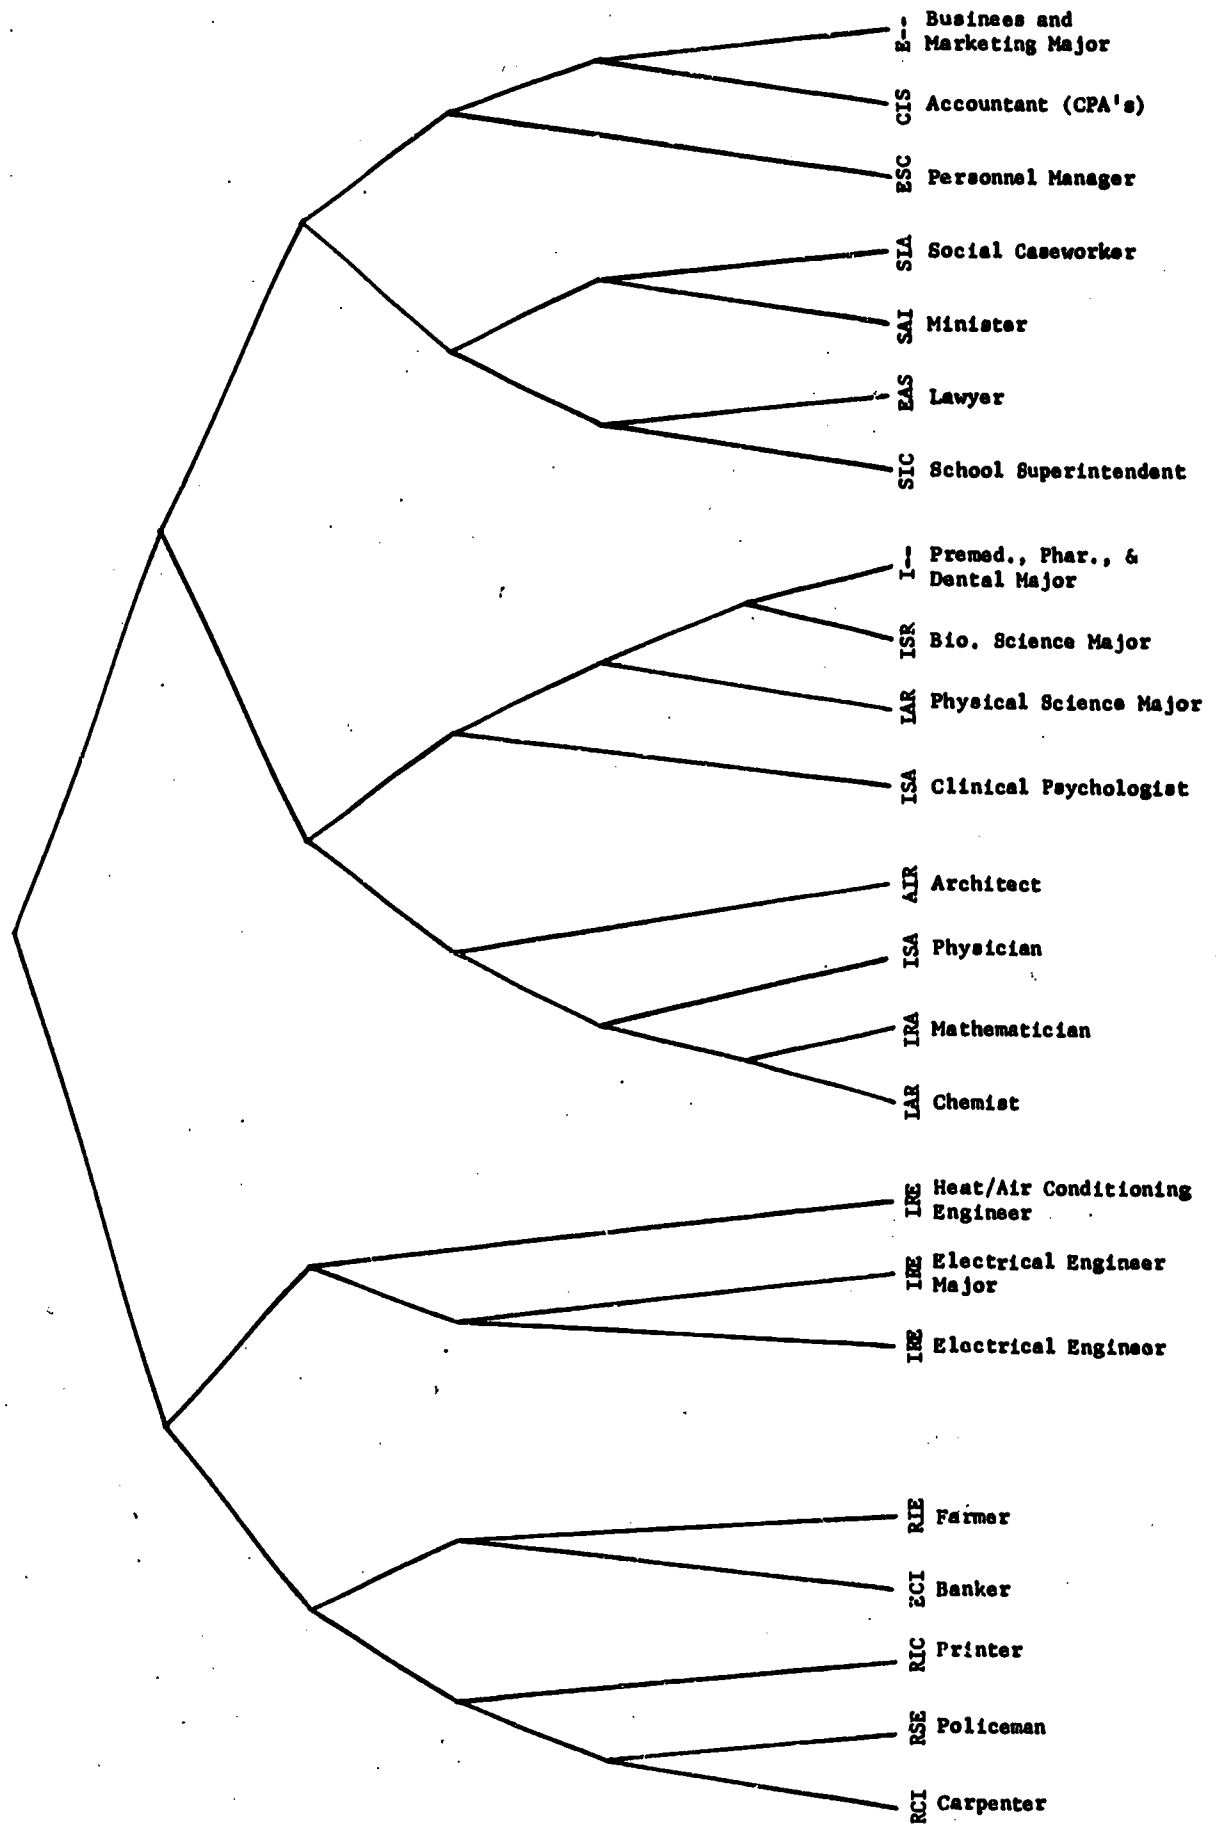 E-- Business and
Marketing Major
CIS Accountant (CPA's)
ESC Personnel Manager
SIA Social Caseworker
SAI Minister
EAS Lawyer
SIC School Superintendent
I-- Premed., Phar., &
Dental Major
ISR Bio. Science Major
IAR Physical Science Major
ISA Clinical Psychologist
AIR Architect
ISA Physician
IRA Mathematician
IAR Chemist
IRE Heat/Air Conditioning
Engineer
IRE Electrical Engineer
Major
IRE Electrical Engineer
RIE Farmer
ECI Banker
RIC Printer
RSE Policeman
RCI Carpenter